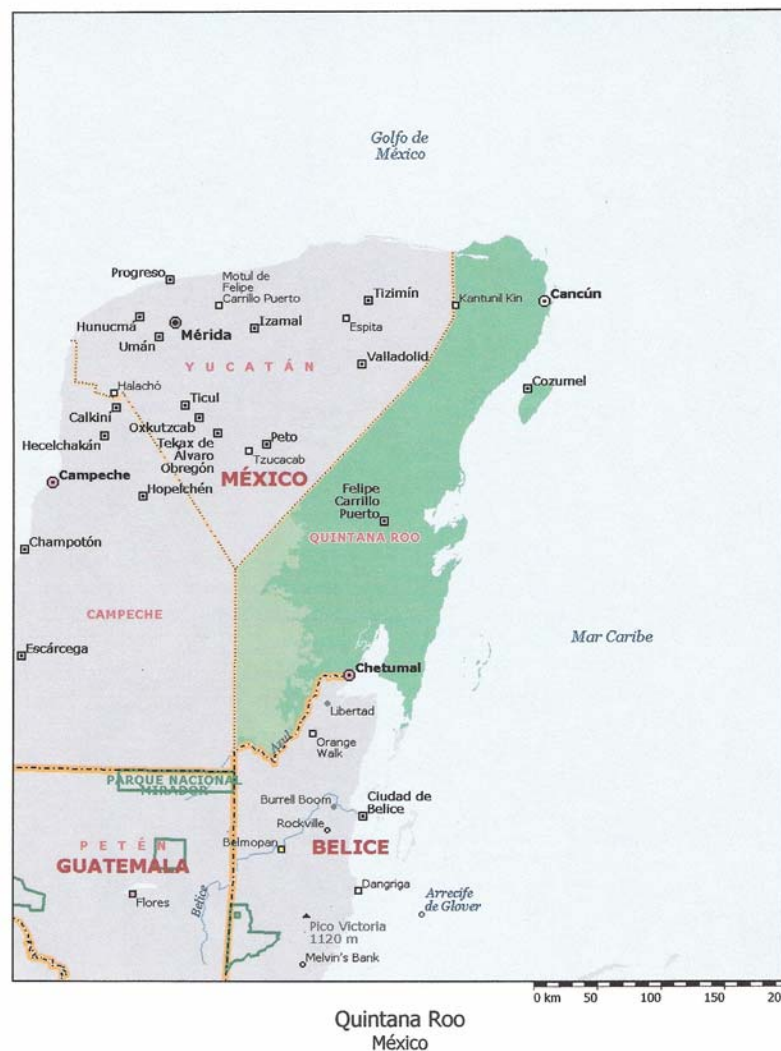 Golfo de
México
Progreso
Motul de
Felipe
Carrillo Puerto
Tizimín
Kantunil Kin
Cancún
Hunucmá
Mérida
Izamal
Espita
Umán
Valladolid
YUCATÁN
Halachó
Cozumel
Ticul
Calkiní
Oxkutzcab
Hecelchakán
Tekax de
Alvaro
Obregón
Peto
Tzucacab
MÉXICO
Campeche
Hopelchén
Felipe
Carrillo
Puerto
QUINTANA ROO
Champotón
CAMPECHE
Mar Caribe
Escárcega
Chetumal
Libertad
Azul
Orange
Walk
PARQUE NACIONAL
MIRADOR
Burrell Boom
Ciudad de
Belice
Rockville
PETÉN
GUATEMALA
Belmopan
BELICE
Flores
Belice
Dangriga
Arrecife
de Glover
Pico Victoria
1120 m
Melvin's Bank
0 km 50 100 150 20
Quintana Roo
México